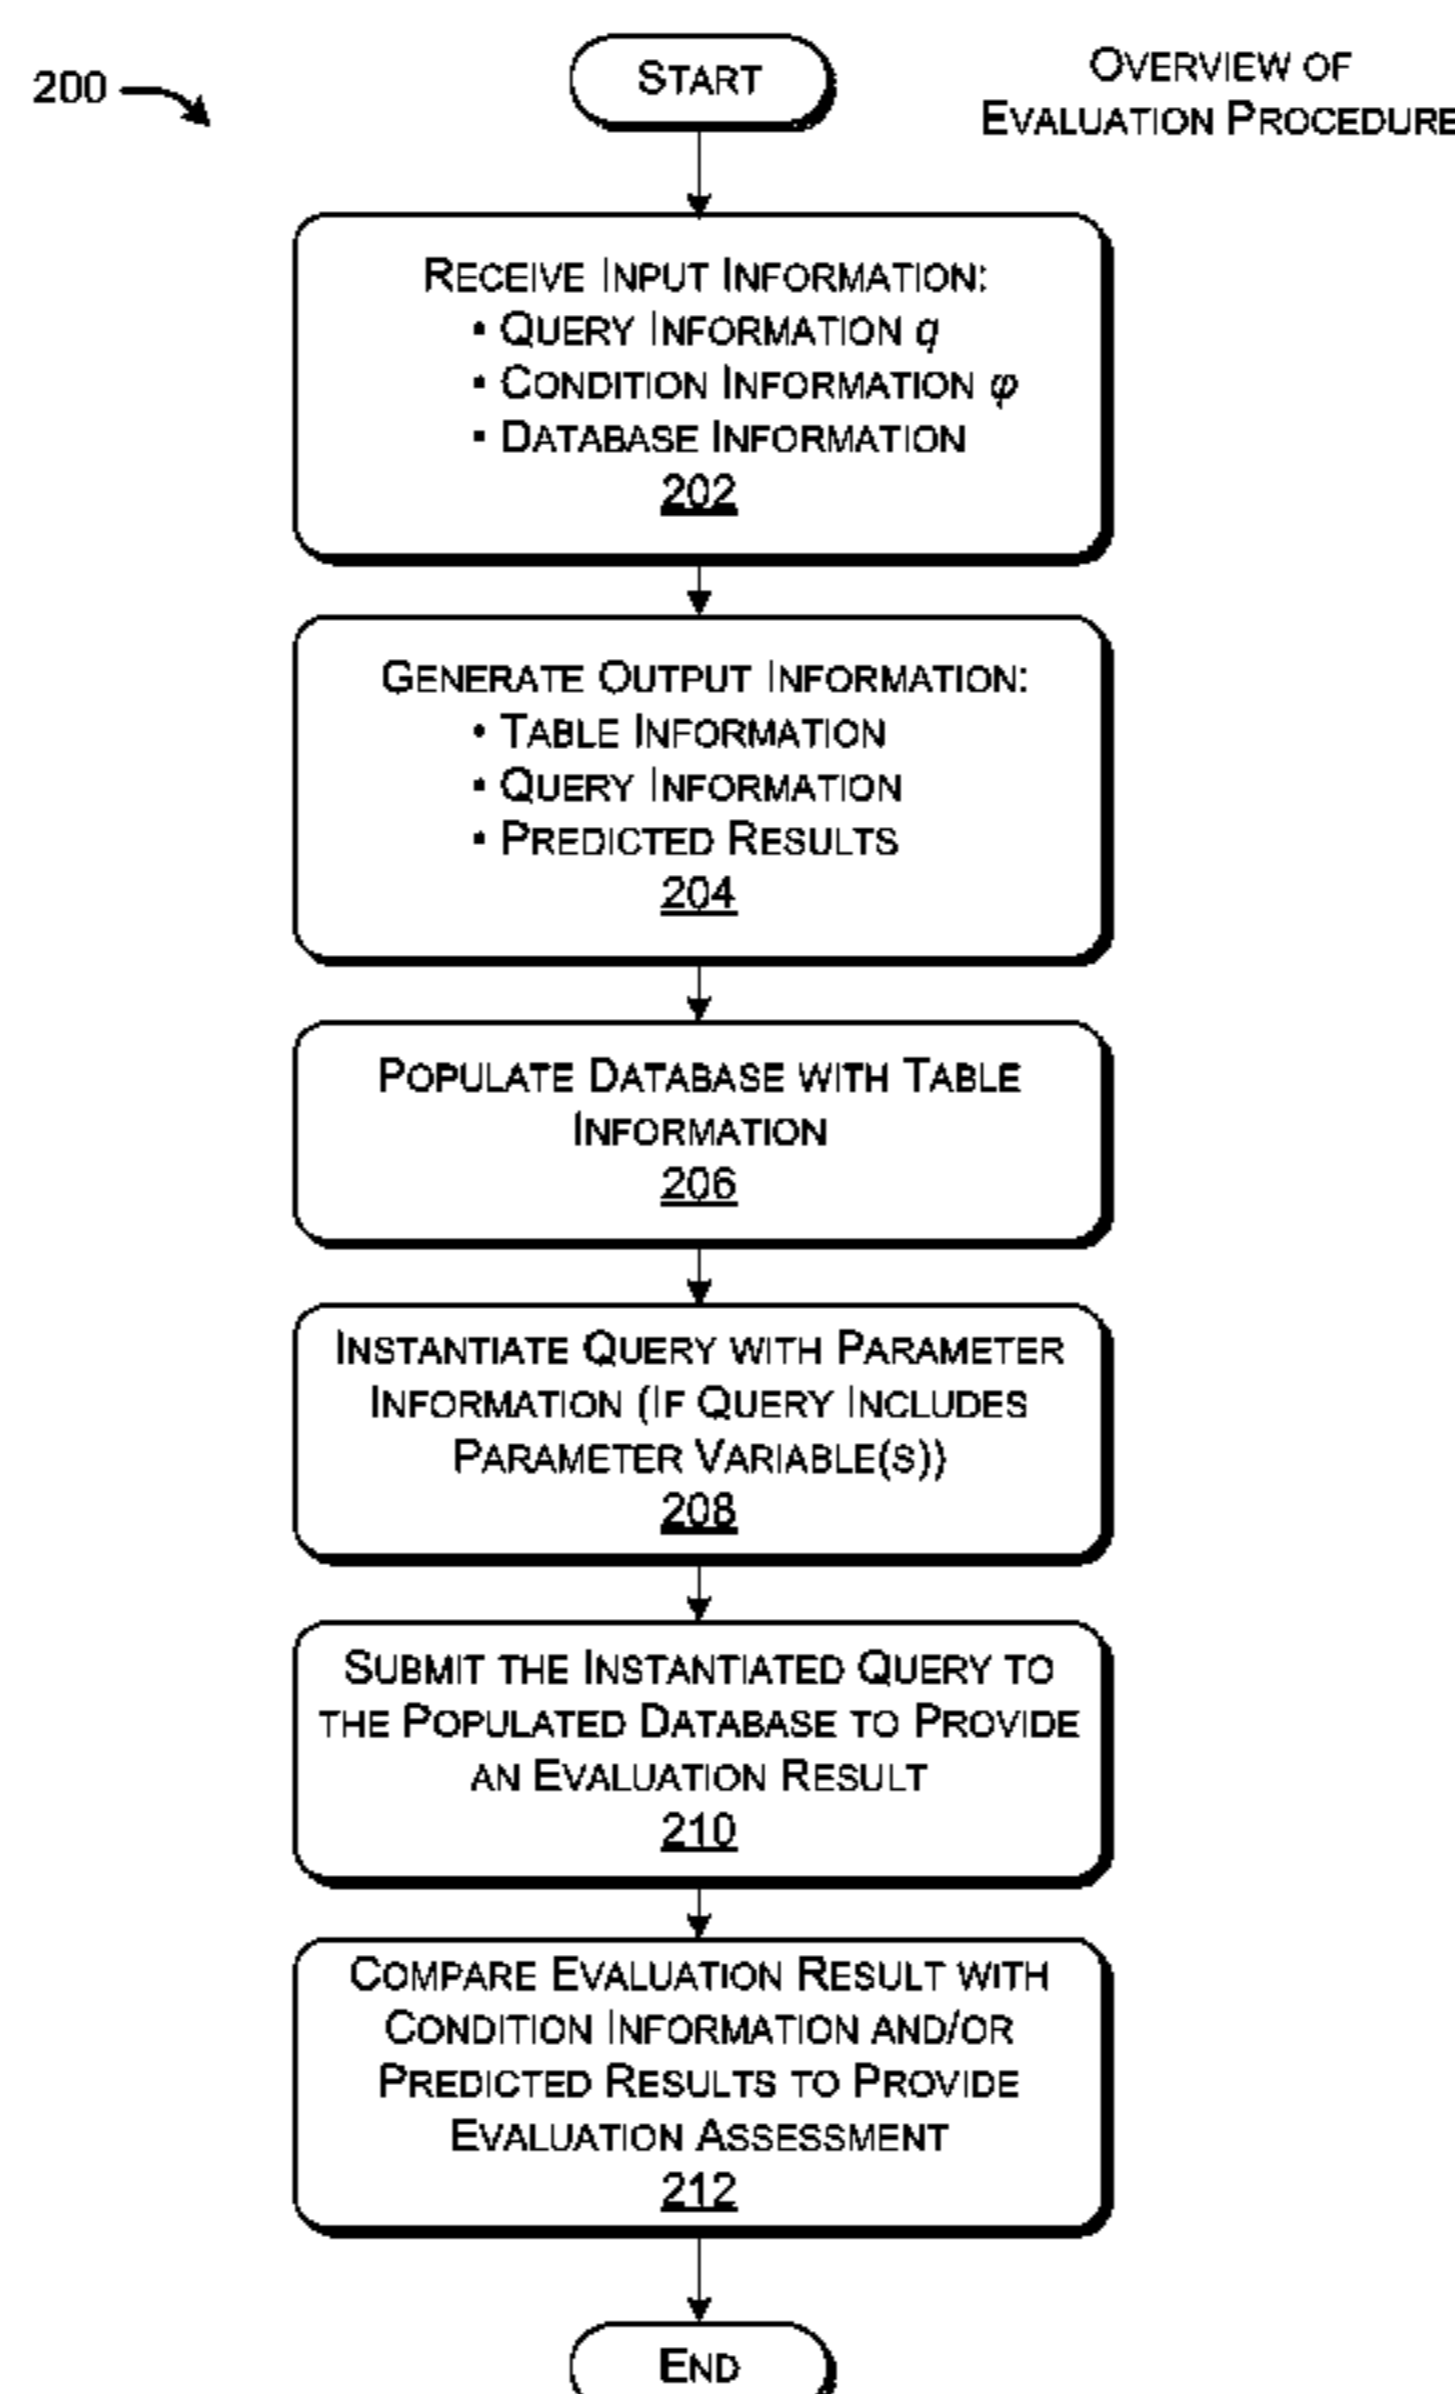 200
START
OVERVIEW OF
EVALUATION PROCEDURE
RECEIVE INPUT INFORMATION:
▪ QUERY INFORMATION q
▪ CONDITION INFORMATION φ
▪ DATABASE INFORMATION
202
GENERATE OUTPUT INFORMATION:
• TABLE INFORMATION
▪ QUERY INFORMATION
▪ PREDICTED RESULTS
204
POPULATE DATABASE WITH TABLE
INFORMATION
206
INSTANTIATE QUERY WITH PARAMETER
INFORMATION (IF QUERY INCLUDES
PARAMETER VARIABLE(S))
208
SUBMIT THE INSTANTIATED QUERY TO
THE POPULATED DATABASE TO PROVIDE
AN EVALUATION RESULT
210
COMPARE EVALUATION RESULT WITH
CONDITION INFORMATION AND/OR
PREDICTED RESULTS TO PROVIDE
EVALUATION ASSESSMENT
212
END